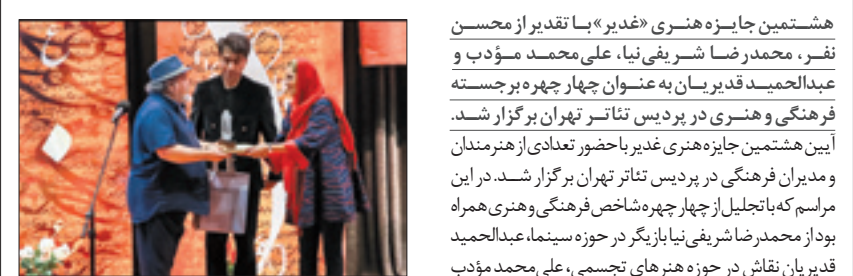 هشتمین جایزه هنری «غدیر» با تقدیر از محسن
نفر، محمدرضا شریفی‌نیا، علی‌محمد مؤدب و
عبدالحمید قدیریان به عنوان چهار چهره برجسته
فرهنگی و هنری در پردیس تئاتر تهران برگزار شد.
آیین هشتمین جایزه هنری غدیر با حضور تعدادی از هنرمندان
و مدیران فرهنگی در پردیس تئاتر تهران برگزار شد. در این
مراسم که با تجلیل از چهار چهره شاخص فرهنگی و هنری همراه
بود از محمدرضا شریفی‌نیا بازیگر در حوزه سینما، عبدالحمید
قدیریان نقاش در حوزه هنرهای تجسمی، علی محمد مؤدب